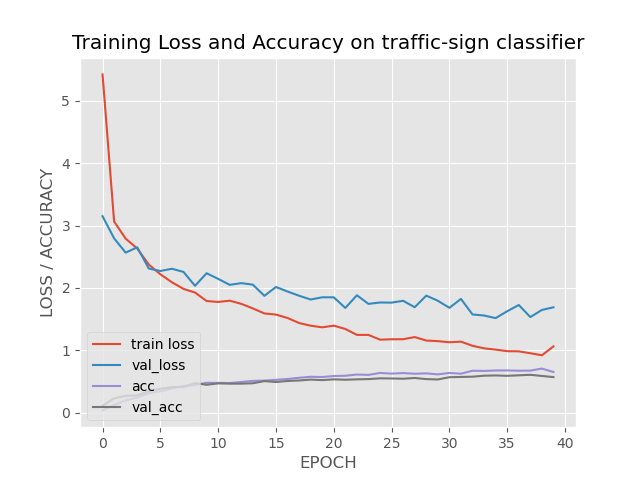 Training Loss and Accuracy on traffic-sign classifier
LOSS / ACCURACY
5
4
3
2
1
0
train loss
val_loss
acc
val_acc
0 5 10 15 20 25 30 35 40
EPOCH